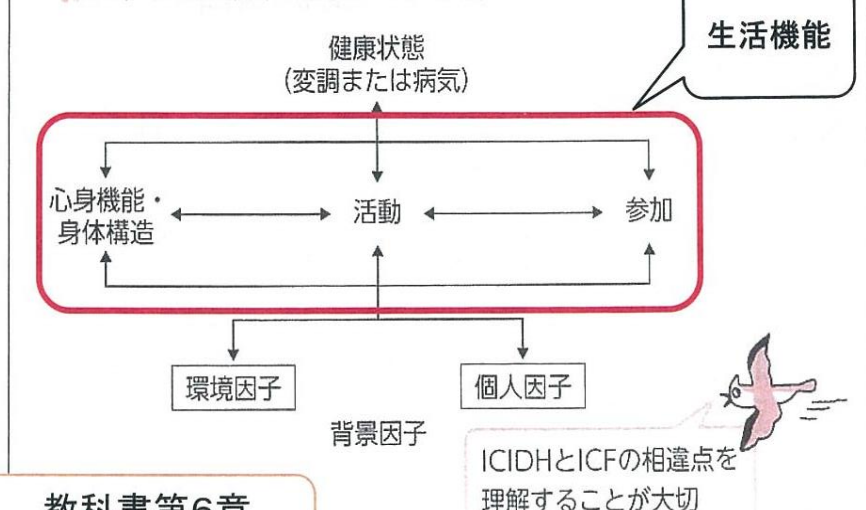 生活機能
健康状態
(変調または病気)
心身機能・
身体構造
活動
参加
環境因子
個人因子
背景因子
ICIDHとICFの相違点を
理解することが大切
教科書第6章